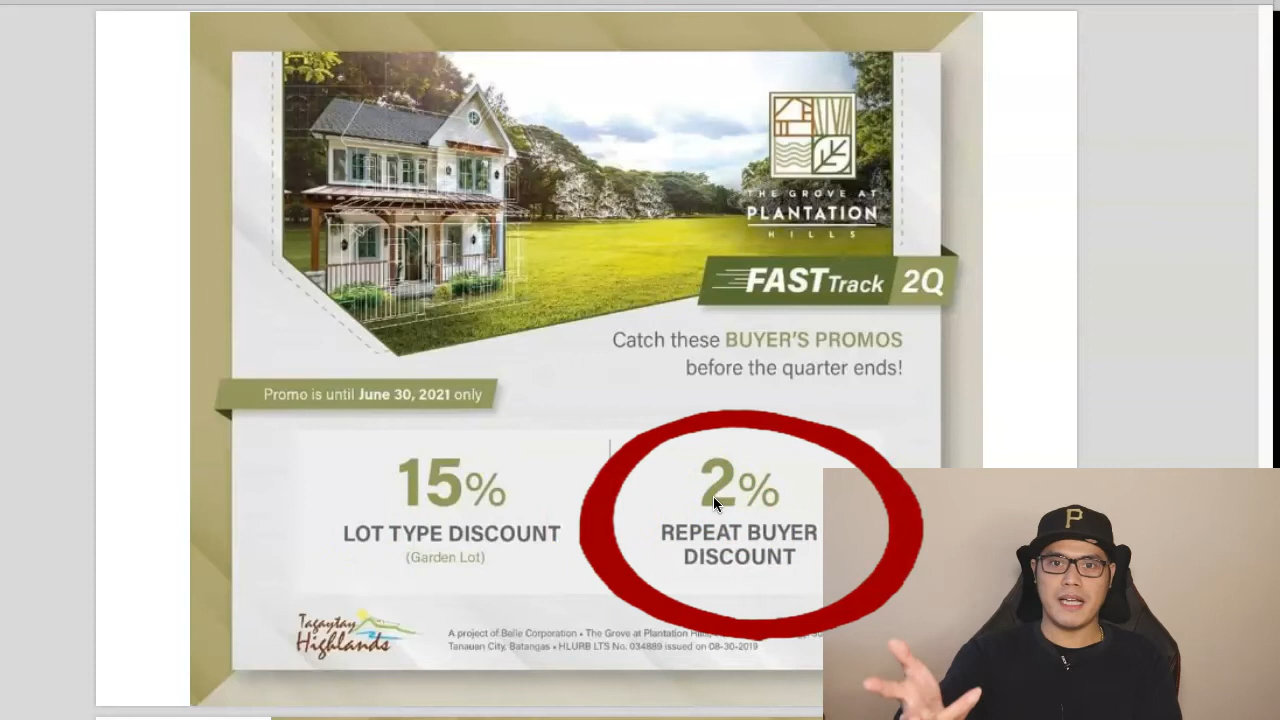 THE GROVE AT
PLANTATION
HILLS
FAST Track 2Q
Catch these BUYER'S PROMOS
before the quarter ends!
Promo is until June 30, 2021 only
15%
LOT TYPE DISCOUNT
(Garden Lot)
2%
REPEAT BUYER
DISCOUNT
Tagaytay
Highlands
A project of Belle Corporation • The Grove at Plantation
Tanauan City, Batangas • HLURB LTS No. 034889 issued on 08-30-2019
P